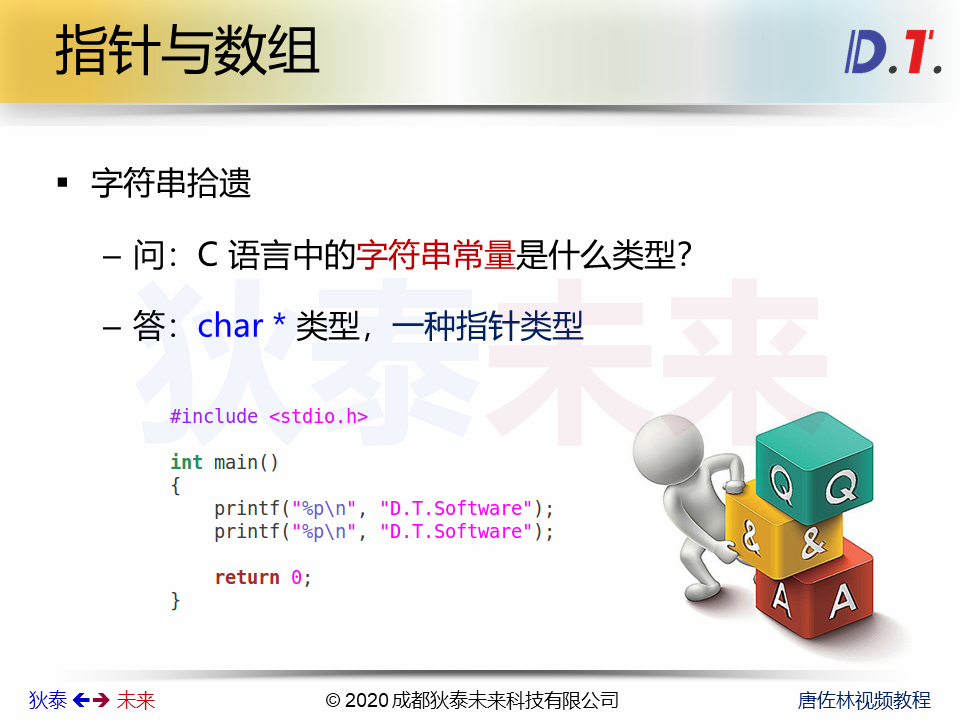 指针与数组
D.T.
▪ 字符串拾遗
– 问：C 语言中的字符串常量是什么类型？
– 答：char * 类型，一种指针类型
狄泰未来
#include <stdio.h>
int main()
{
    printf("%p\n", "D.T.Software");
    printf("%p\n", "D.T.Software");
    return 0;
}
Q Q
& &
A A
狄泰 未来
© 2020 成都狄泰未来科技有限公司
唐佐林视频教程